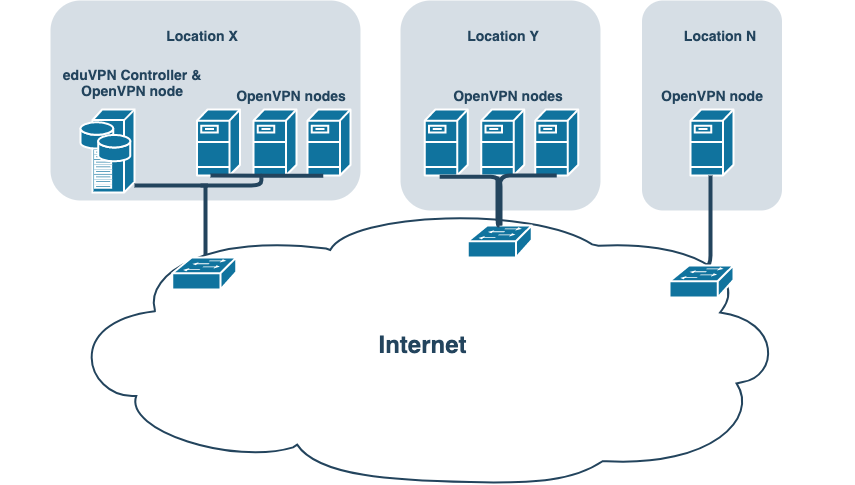 Location X
eduVPN Controller &
OpenVPN node
OpenVPN nodes
Location Y
OpenVPN nodes
Location N
OpenVPN node
Internet